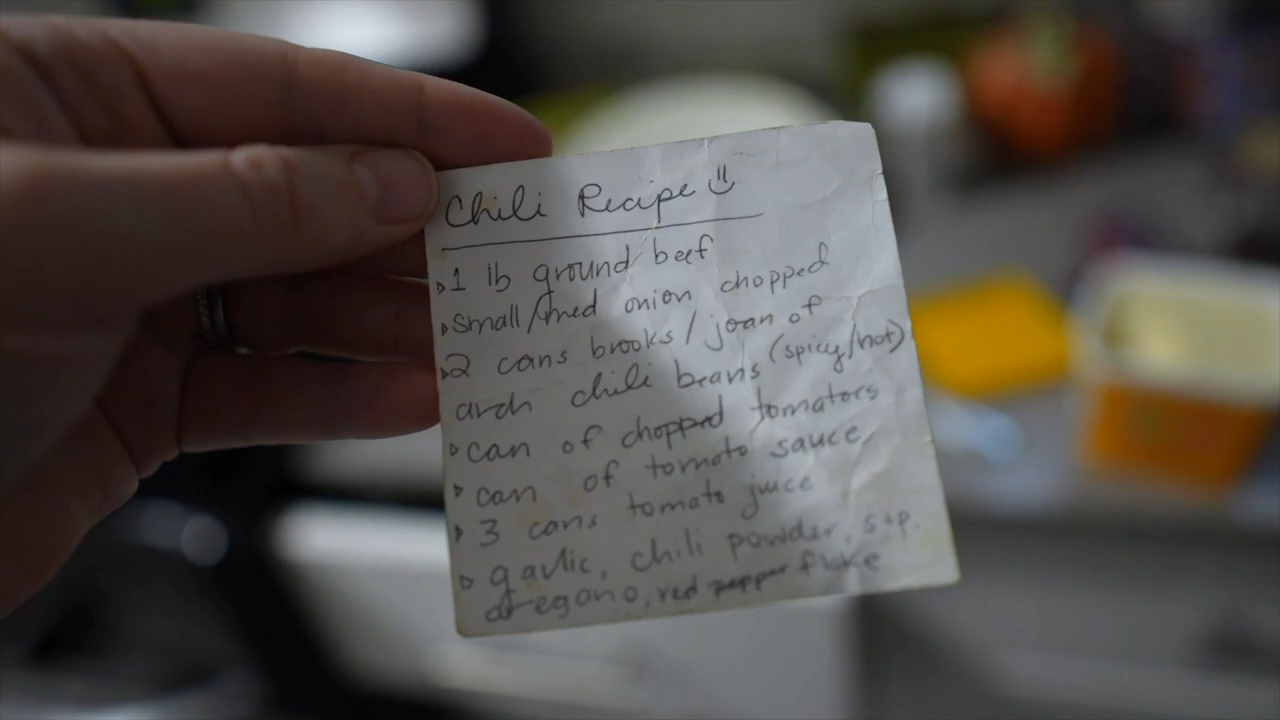 Chili Recipe
1 lb ground beef
small/med onion chopped
2 cans brooks/joan of
arch chili beans (spicy/hot)
can of chopped tomatoes
can of tomato sauce
3 cans tomato juice
garlic, chili powder, s+p.
oregano, red pepper flake